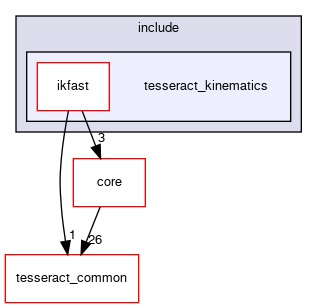 include
ikfast
tesseract_kinematics
3
core
1
26
tesseract_common